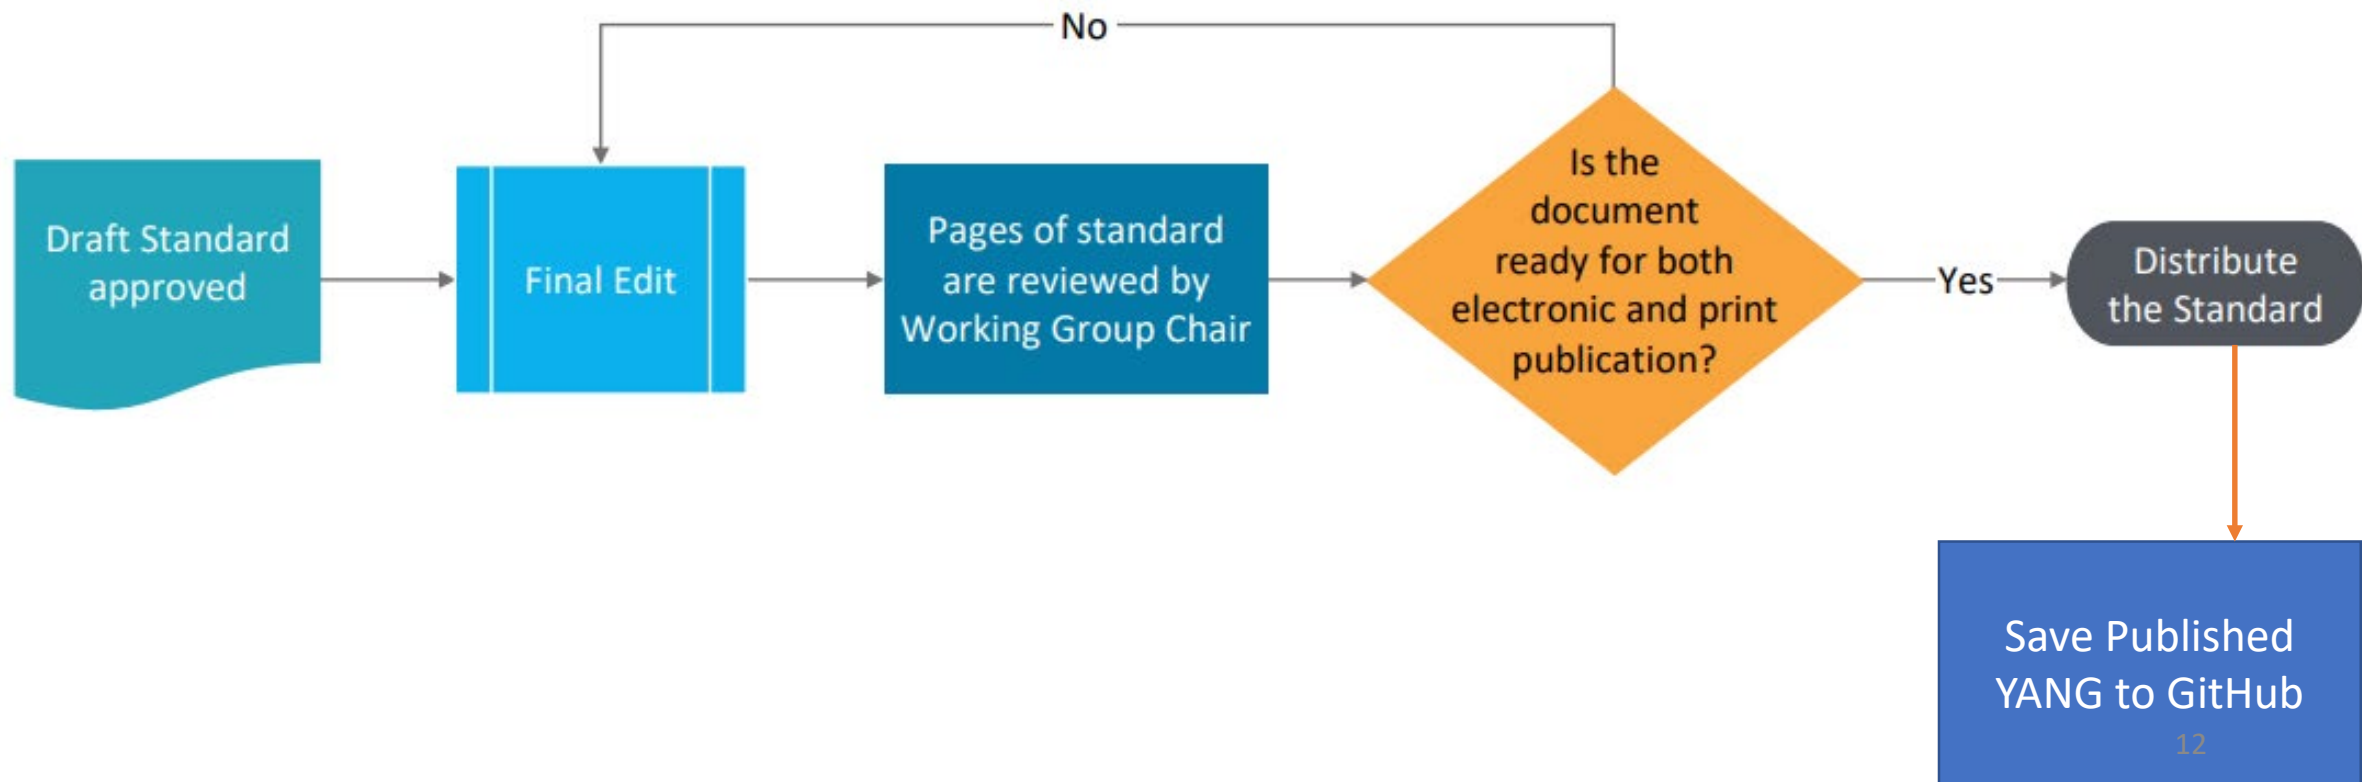 No
Draft Standard
approved
Final Edit
Pages of standard
are reviewed by
Working Group Chair
Is the
document
ready for both
electronic and print
publication?
Yes
Distribute
the Standard
Save Published
YANG to GitHub
12